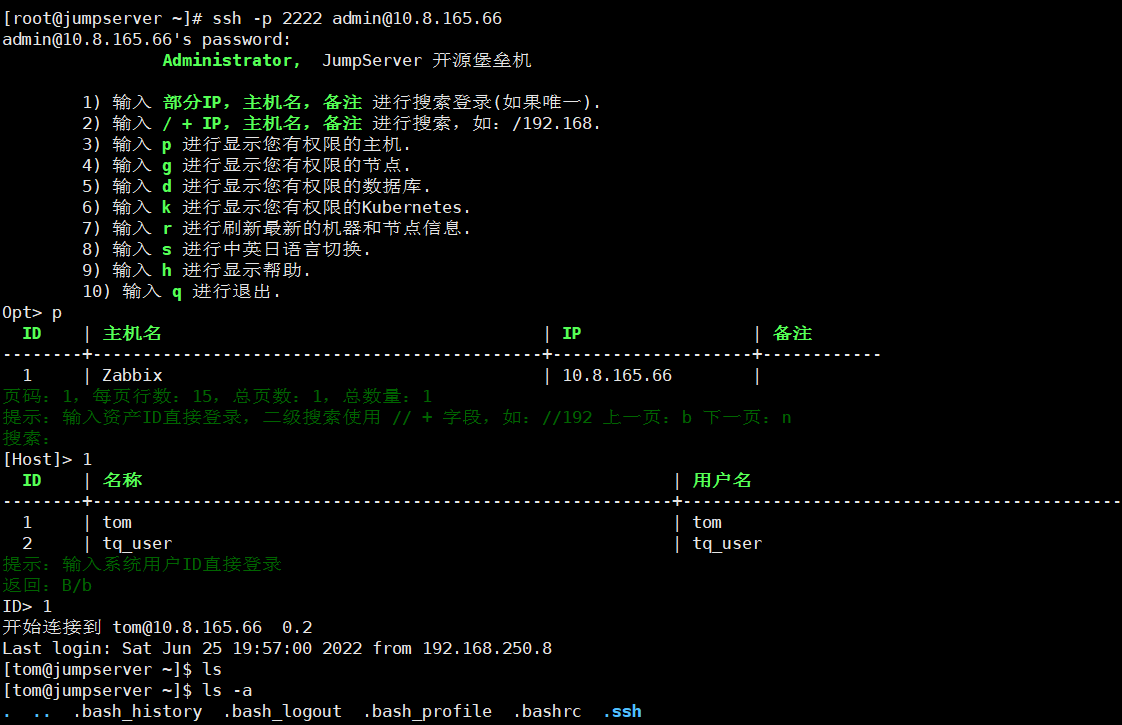 [root@jumpserver ~]# ssh -p 2222 admin@10.8.165.66
admin@10.8.165.66's password:
Administrator,  JumpServer 开源堡垒机
1) 输入 部分IP，主机名，备注 进行搜索登录(如果唯一).
2) 输入 / + IP，主机名，备注 进行搜索，如：/192.168.
3) 输入 p 进行显示您有权限的主机.
4) 输入 g 进行显示您有权限的节点.
5) 输入 d 进行显示您有权限的数据库.
6) 输入 k 进行显示您有权限的Kubernetes.
7) 输入 r 进行刷新最新的机器和节点信息.
8) 输入 s 进行中英日语言切换.
9) 输入 h 进行显示帮助.
10) 输入 q 进行退出.
Opt> p
ID | 主机名 | IP | 备注
--------+---------------------------------------------+--------------------+------------
1 | Zabbix | 10.8.165.66 |
页码：1，每页行数：15，总页数：1，总数量：1
提示：输入资产ID直接登录，二级搜索使用 // + 字段，如：//192 上一页：b 下一页：n
搜索：
[Host]> 1
ID | 名称 | 用户名
--------+----------------------------------------------------------+--------------------------------------------
1 | tom | tom
2 | tq_user | tq_user
提示：输入系统用户ID直接登录
返回：B/b
ID> 1
开始连接到 tom@10.8.165.66  0.2
Last login: Sat Jun 25 19:57:00 2022 from 192.168.250.8
[tom@jumpserver ~]$ ls
[tom@jumpserver ~]$ ls -a
.  ..  .bash_history  .bash_logout  .bash_profile  .bashrc  .ssh